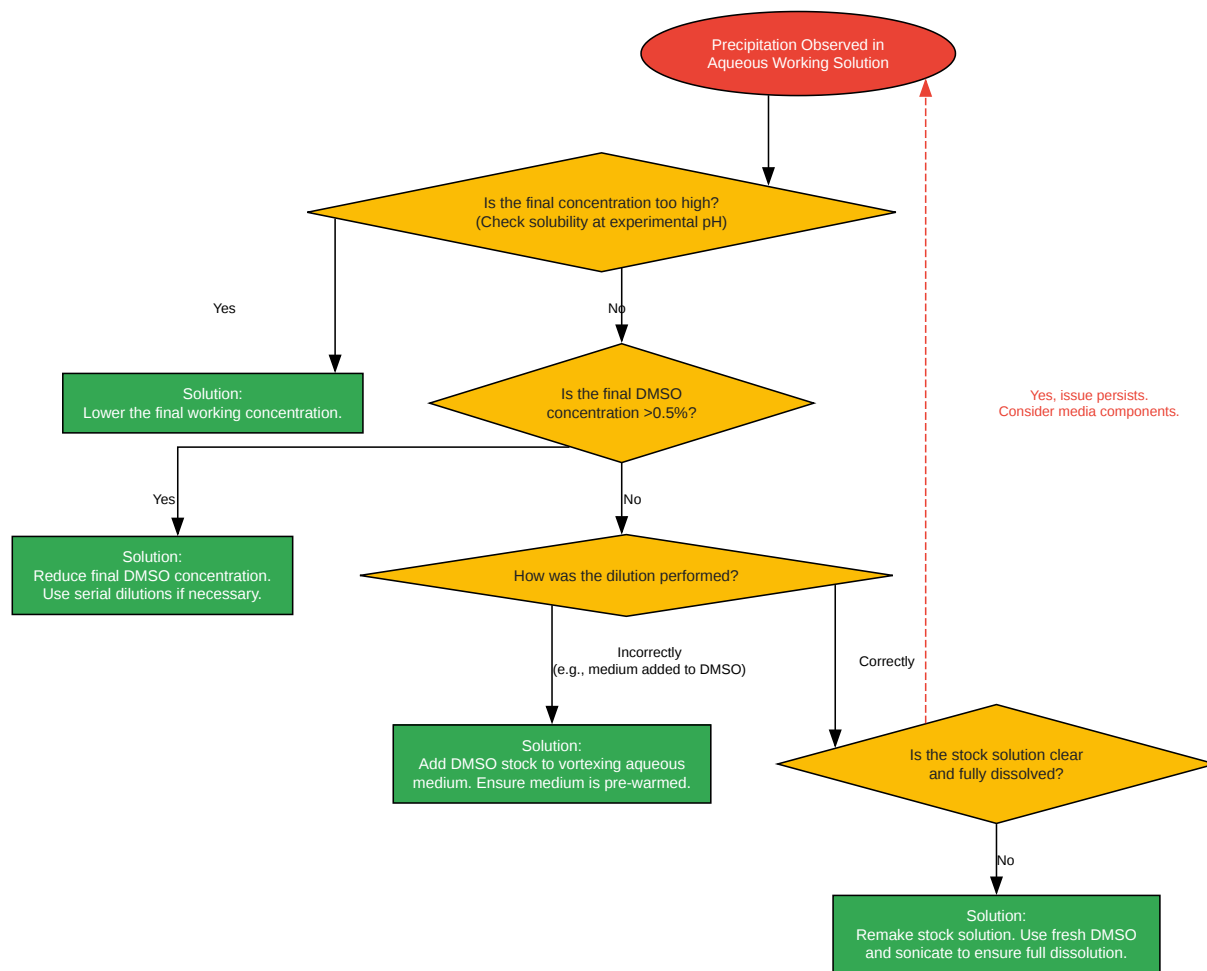 Precipitation Observed in
Aqueous Working Solution
Is the final concentration too high?
(Check solubility at experimental pH)
Yes
No
Solution:
Lower the final working concentration.
Is the final DMSO
concentration >0.5%?
Yes, issue persists.
Consider media components.
Yes
No
Solution:
Reduce final DMSO concentration.
Use serial dilutions if necessary.
How was the dilution performed?
Incorrectly
(e.g., medium added to DMSO)
Correctly
Solution:
Add DMSO stock to vortexing aqueous
medium. Ensure medium is pre-warmed.
Is the stock solution clear
and fully dissolved?
No
Solution:
Remake stock solution. Use fresh DMSO
and sonicate to ensure full dissolution.